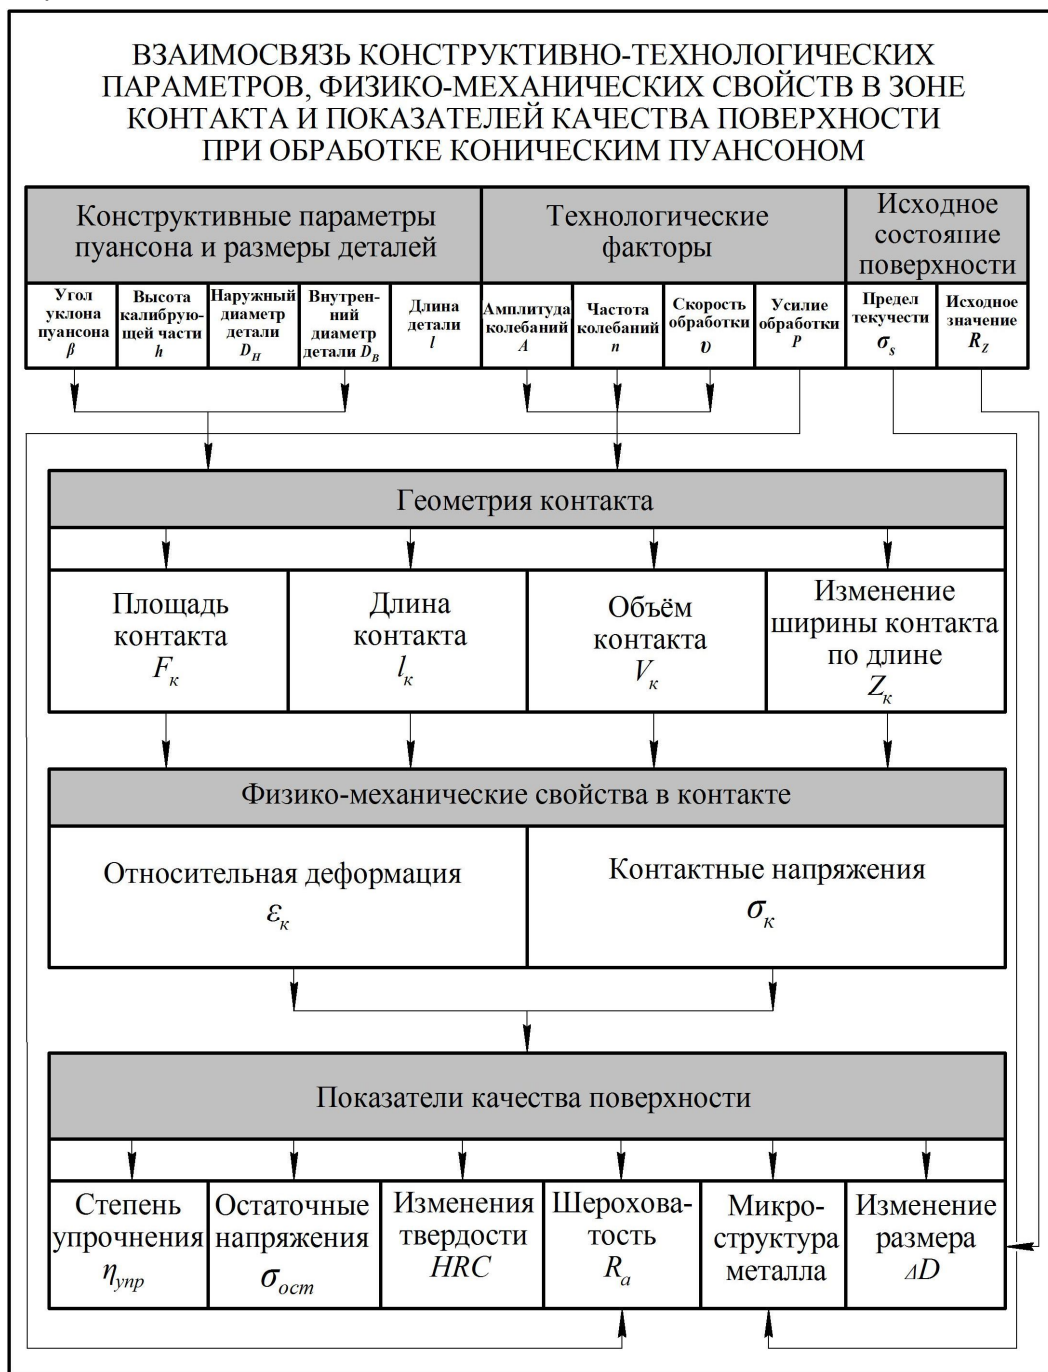 ВЗАИМОСВЯЗЬ КОНСТРУКТИВНО-ТЕХНОЛОГИЧЕСКИХ
ПАРАМЕТРОВ, ФИЗИКО-МЕХАНИЧЕСКИХ СВОЙСТВ В ЗОНЕ
КОНТАКТА И ПОКАЗАТЕЛЕЙ КАЧЕСТВА ПОВЕРХНОСТИ
ПРИ ОБРАБОТКЕ КОНИЧЕСКИМ ПУАНСОНОМ
Конструктивные параметры
пуансона и размеры деталей
Технологические
факторы
Исходное
состояние
поверхности
Угол
уклона
пуансона
β
Высота
калибрую-
щей части
h
Наружный
диаметр
детали
D_H
Внутрен-
ний
диаметр
детали D_B
Длина
детали
l
Амплитуда
колебаний
A
Частота
колебаний
n
Скорость
обработки
υ
Усилие
обработки
P
Предел
текучести
σ_s
Исходное
значение
R_Z
Геометрия контакта
Площадь
контакта
F_к
Длина
контакта
l_к
Объём
контакта
V_к
Изменение
ширины контакта
по длине
Z_к
Физико-механические свойства в контакте
Относительная деформация
ε_к
Контактные напряжения
σ_к
Показатели качества поверхности
Степень
упрочнения
η_упр
Остаточные
напряжения
σ_ост
Изменения
твердости
HRC
Шерохова-
тость
R_a
Микро-
структура
металла
Изменение
размера
ΔD